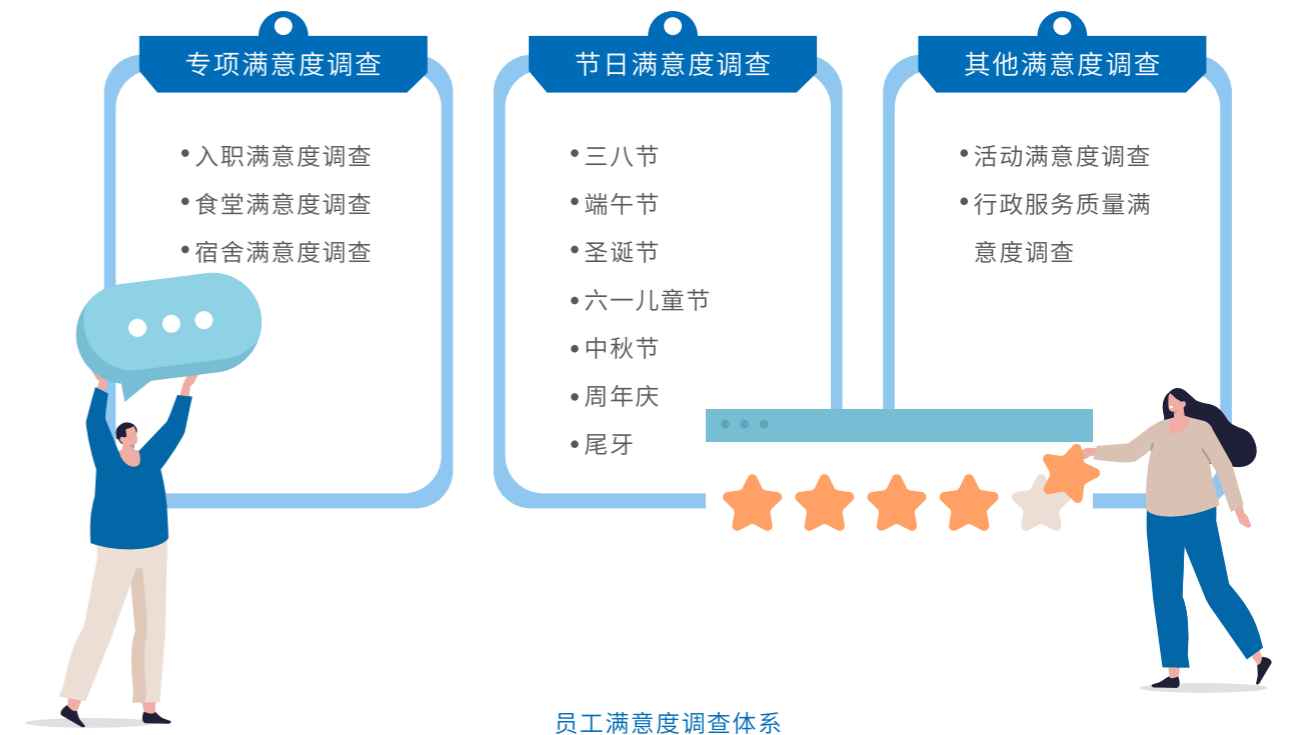 专项满意度调查
•入职满意度调查
•食堂满意度调查
•宿舍满意度调查
节日满意度调查
•三八节
•端午节
•圣诞节
•六一儿童节
•中秋节
•周年庆
•尾牙
其他满意度调查
•活动满意度调查
•行政服务质量满
意度调查
员工满意度调查体系